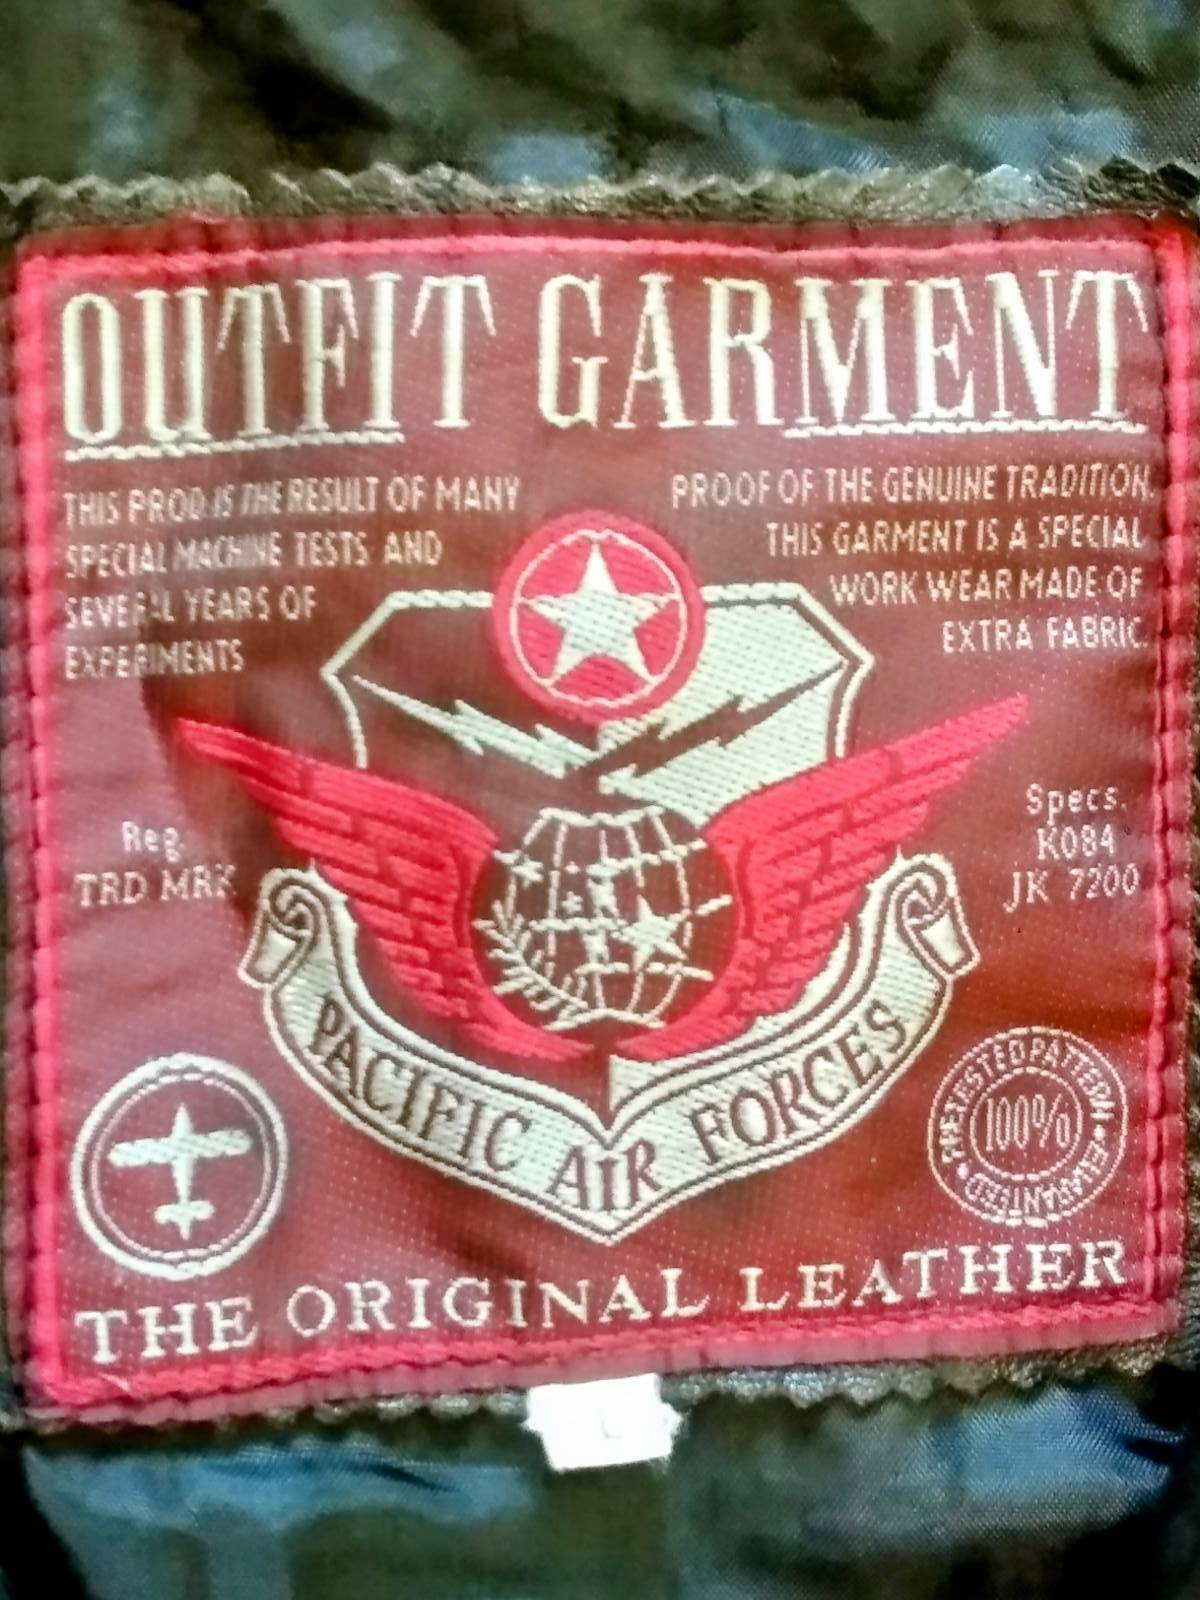 OUTFIT GARMENT
THIS PROD IS THE RESULT OF MANY
SPECIAL MACHINE TESTS AND
SEVERAL YEARS OF
EXPERIMENTS
PROOF OF THE GENUINE TRADITION.
THIS GARMENT IS A SPECIAL
WORK WEAR MADE OF
EXTRA FABRIC.
Reg.
TRD MRK
Specs.
K084
JK 7200
PACIFIC AIR FORCES
TESTED PATTERN
100%
THE ORIGINAL LEATHER
L